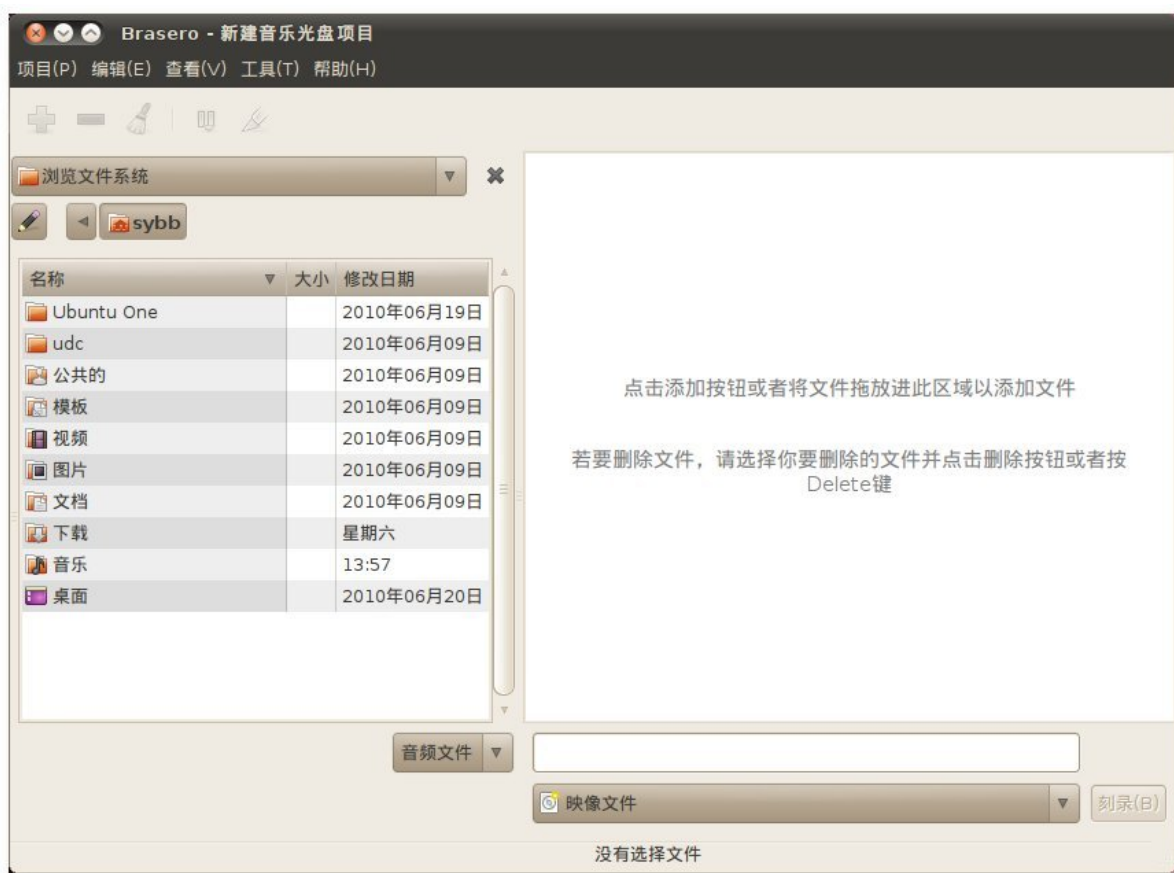 Brasero - 新建音乐光盘项目
项目(P) 编辑(E) 查看(V) 工具(T) 帮助(H)
浏览文件系统
sybb
名称 大小 修改日期
Ubuntu One 2010年06月19日
udc 2010年06月09日
公共的 2010年06月09日
模板 2010年06月09日
视频 2010年06月09日
图片 2010年06月09日
文档 2010年06月09日
下载 星期六
音乐 13:57
桌面 2010年06月20日
点击添加按钮或者将文件拖放进此区域以添加文件
若要删除文件，请选择你要删除的文件并点击删除按钮或者按
Delete键
音频文件
映像文件 刻录(B)
没有选择文件